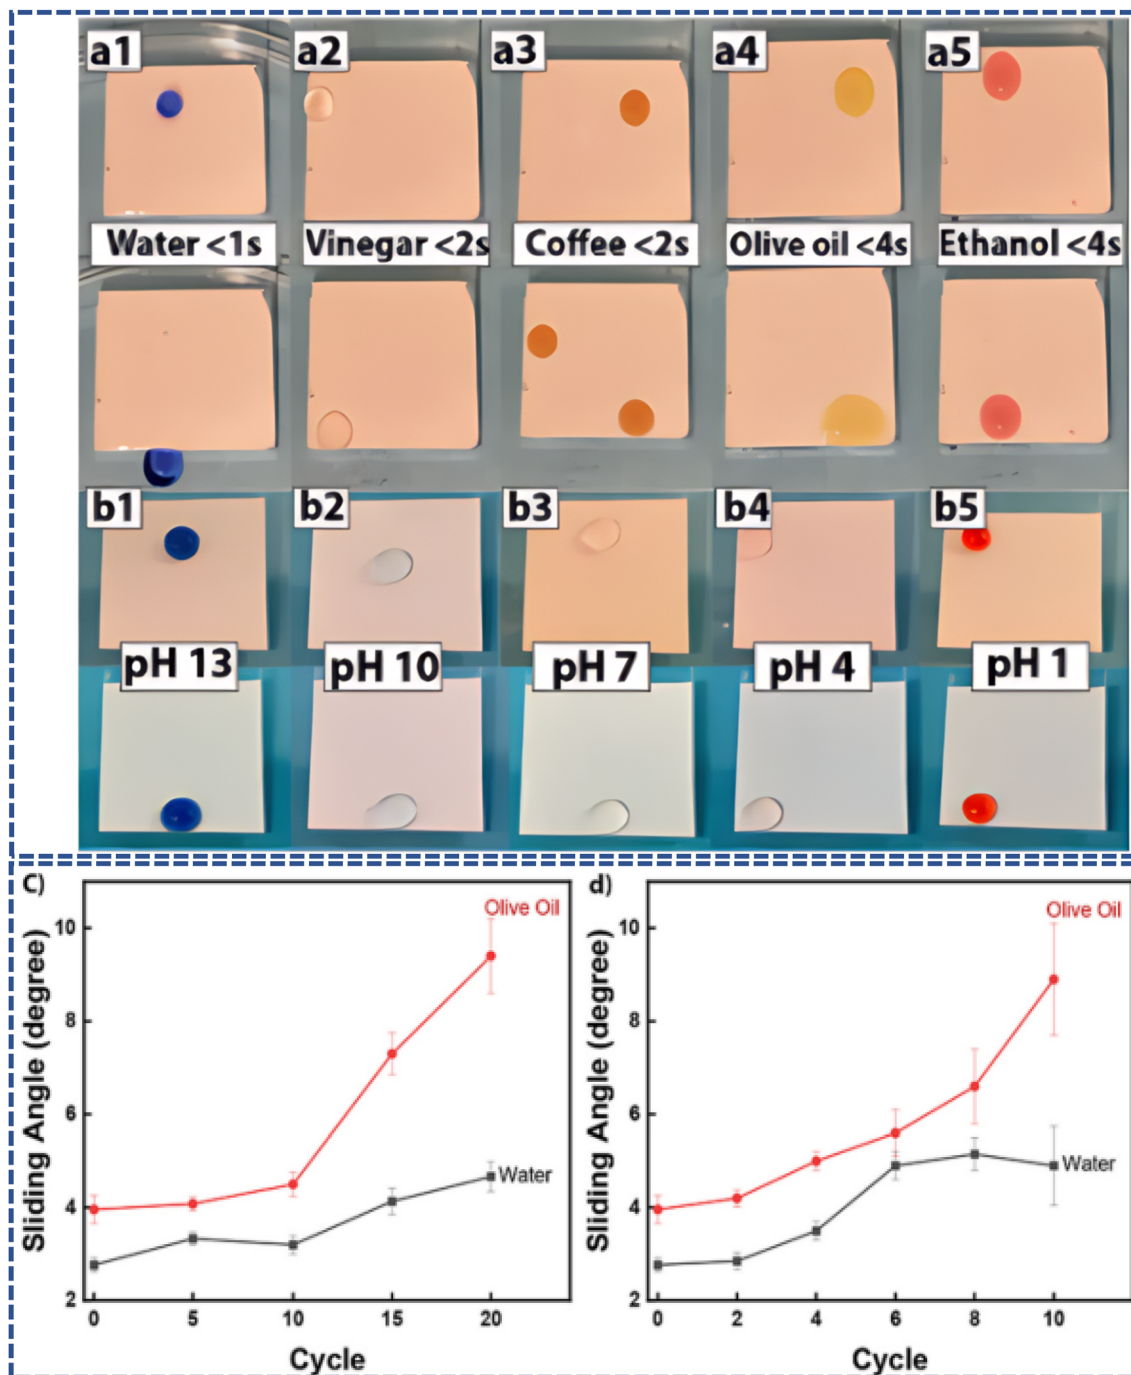 a1 a2 a3 a4 a5
Water <1s Vinegar <2s Coffee <2s Olive oil <4s Ethanol <4s
b1 b2 b3 b4 b5
pH 13 pH 10 pH 7 pH 4 pH 1
C)
Olive Oil
10
8
6
4
2
Water
0 5 10 15 20
Sliding Angle (degree)
Cycle
d)
Olive Oil
10
8
6
4
2
Water
0 2 4 6 8 10
Sliding Angle (degree)
Cycle